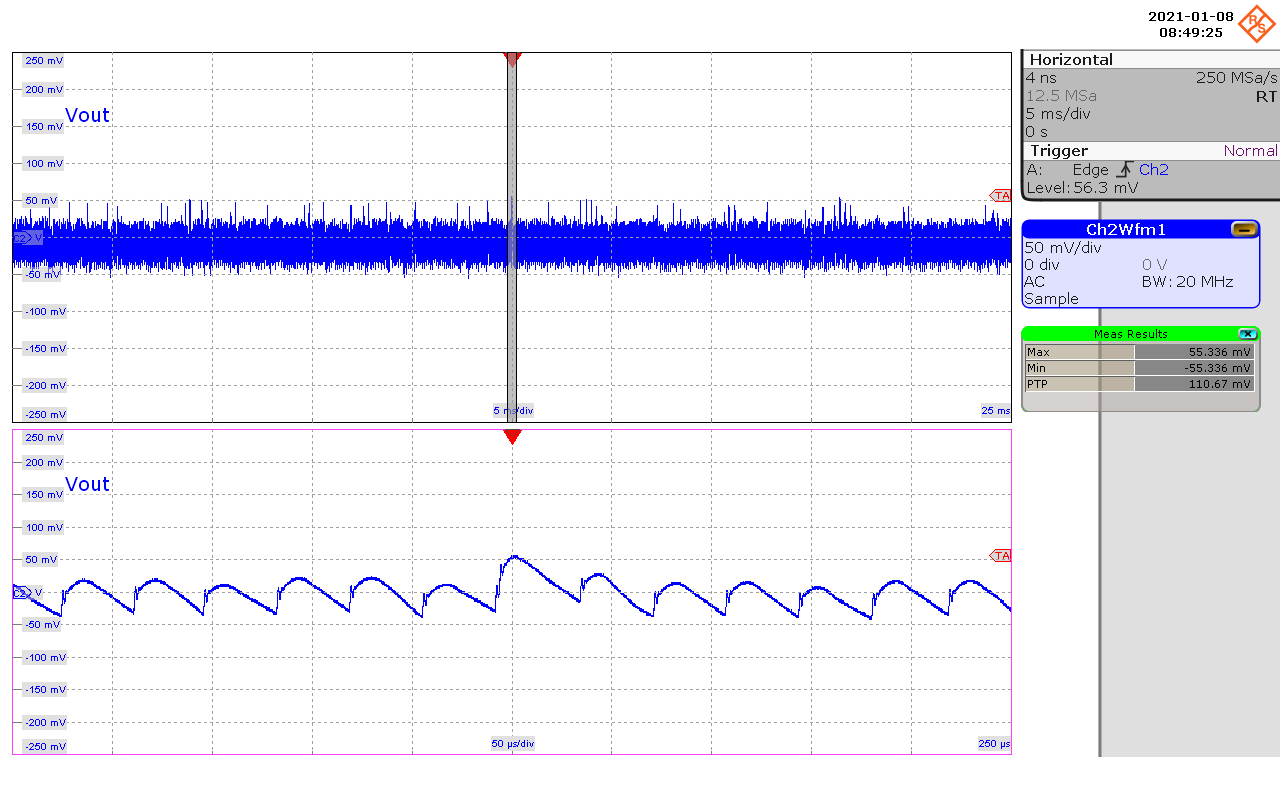 2021-01-08
08:49:25
R&S
Horizontal
4 ns 250 MSa/s
12.5 MSa RT
5 ms/div
0 s
Trigger Normal
A: Edge Ch2
Level: 56.3 mV
Ch2Wfm1
50 mV/div
0 div 0 V
AC BW: 20 MHz
Sample
Meas Results
Max 55.336 mV
Min -55.336 mV
PTP 110.67 mV
250 mV
200 mV
Vout
150 mV
100 mV
50 mV
TA
C2 V
-50 mV
-100 mV
-150 mV
-200 mV
-250 mV
5 ms/div
25 ms
250 mV
200 mV
Vout
150 mV
100 mV
50 mV
TA
C2 V
-50 mV
-100 mV
-150 mV
-200 mV
-250 mV
50 µs/div
250 µs